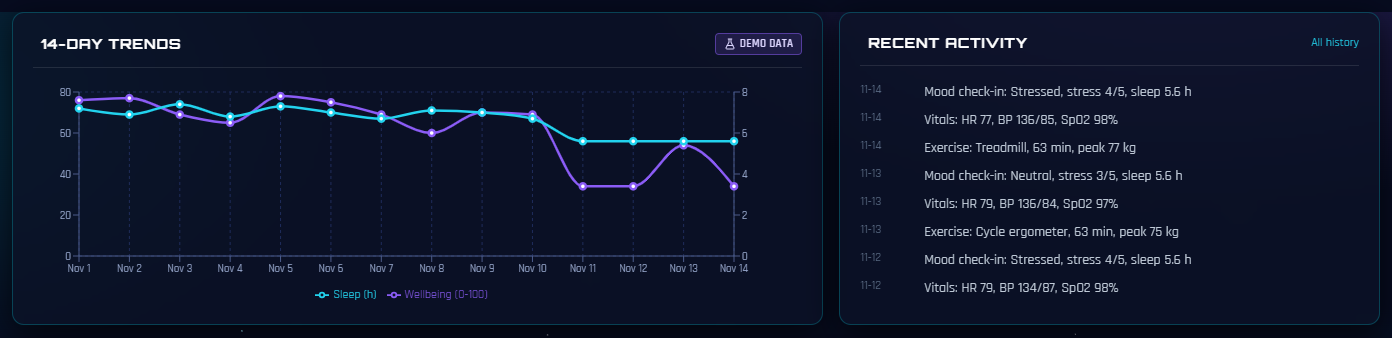 14-DAY TRENDS
DEMO DATA
80
60
40
20
0
8
6
4
2
0
Nov 1
Nov 2
Nov 3
Nov 4
Nov 5
Nov 6
Nov 7
Nov 8
Nov 9
Nov 10
Nov 11
Nov 12
Nov 13
Nov 14
Sleep (h)
Wellbeing (0-100)
RECENT ACTIVITY
All history
11-14 Mood check-in: Stressed, stress 4/5, sleep 5.6 h
11-14 Vitals: HR 77, BP 136/85, SpO2 98%
11-14 Exercise: Treadmill, 63 min, peak 77 kg
11-13 Mood check-in: Neutral, stress 3/5, sleep 5.6 h
11-13 Vitals: HR 79, BP 136/84, SpO2 97%
11-13 Exercise: Cycle ergometer, 63 min, peak 75 kg
11-12 Mood check-in: Stressed, stress 4/5, sleep 5.6 h
11-12 Vitals: HR 79, BP 134/87, SpO2 98%